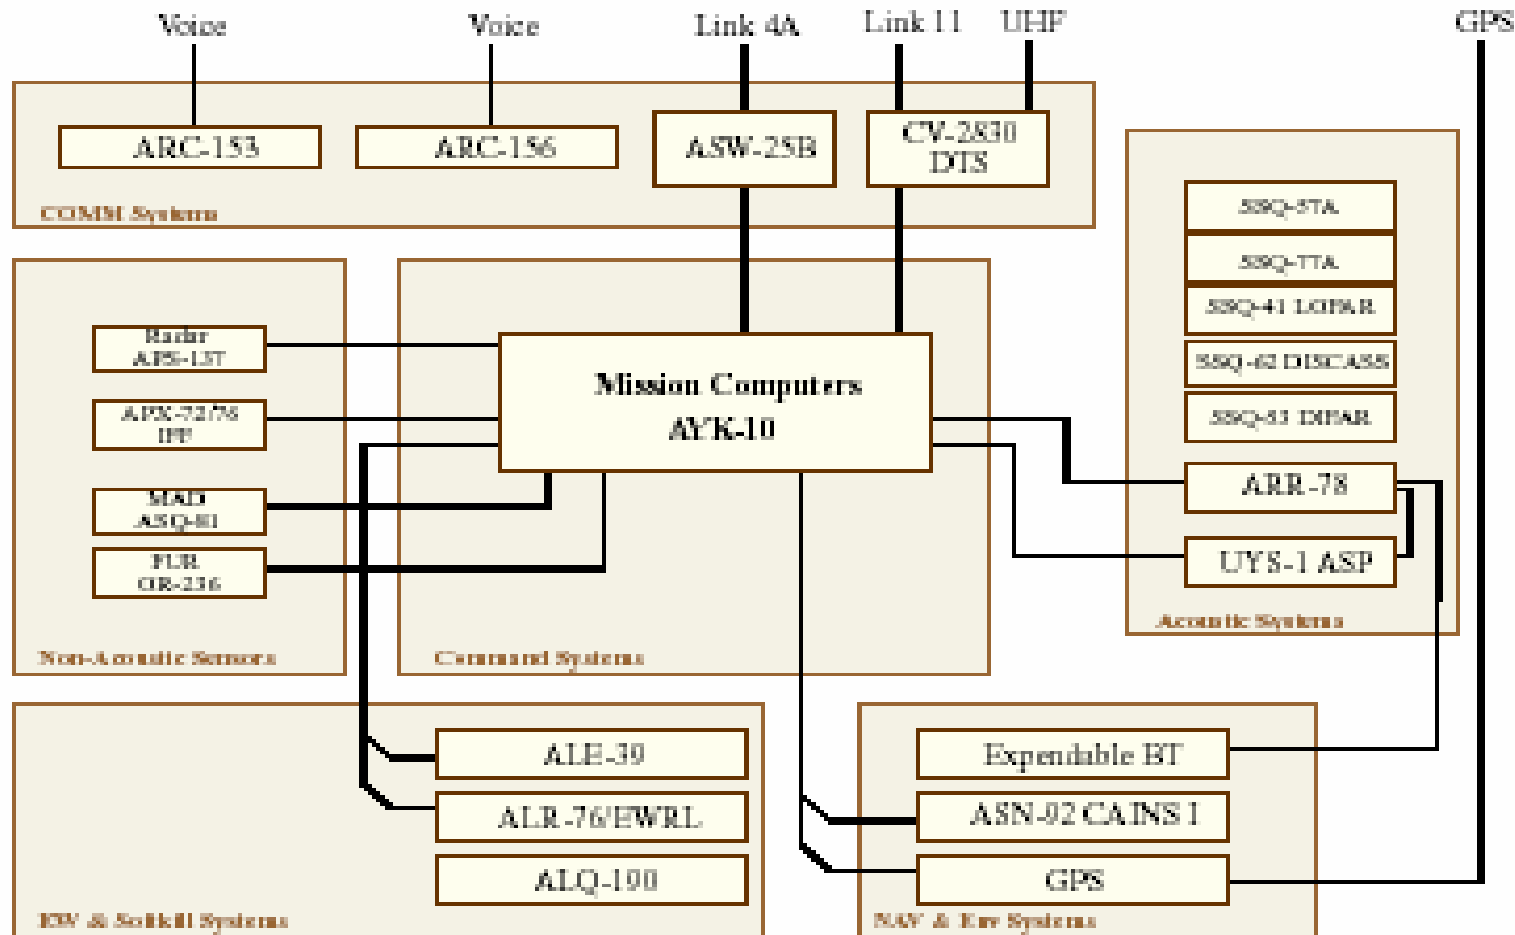 Voice
Voice
Link 4A
Link 11
UHF
GPS
ARC-153
ARC-156
ASW-25B
CV-2830
DTS
COMM Systems
SSQ-57A
SSQ-77A
SSQ-41 LOFAR
SSQ-62 DISCASS
SSQ-53 DIFAR
ARR-78
UYS-1 ASP
Acoustic Systems
Radar
APS-137
APX-72/76
IFF
MAD
ASQ-81
FLIR
OR-236
Non-Acoustic Sensors
Mission Computers
AYK-10
Command Systems
ALE-39
ALR-76/EWRL
ALQ-190
EW & Softkill Systems
Expendable BT
ASN-92 CAINS I
GPS
NAV & Env Systems